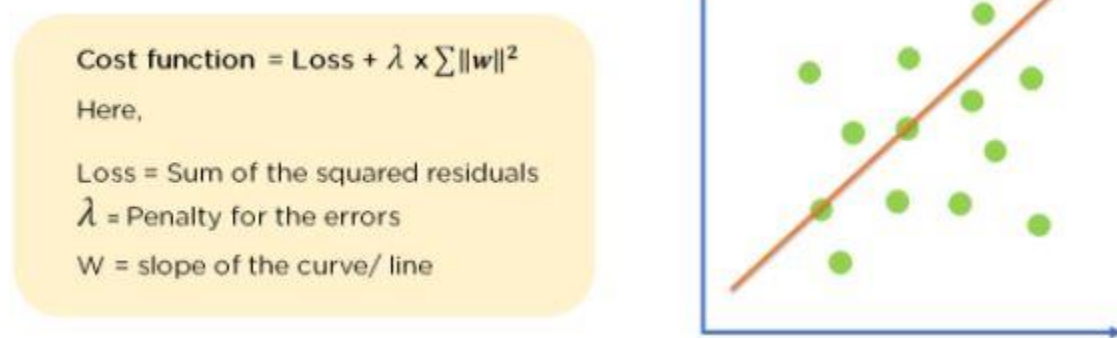 Cost function = Loss + λ x ∑‖w‖²
Here,
Loss = Sum of the squared residuals
λ = Penalty for the errors
W = slope of the curve/ line